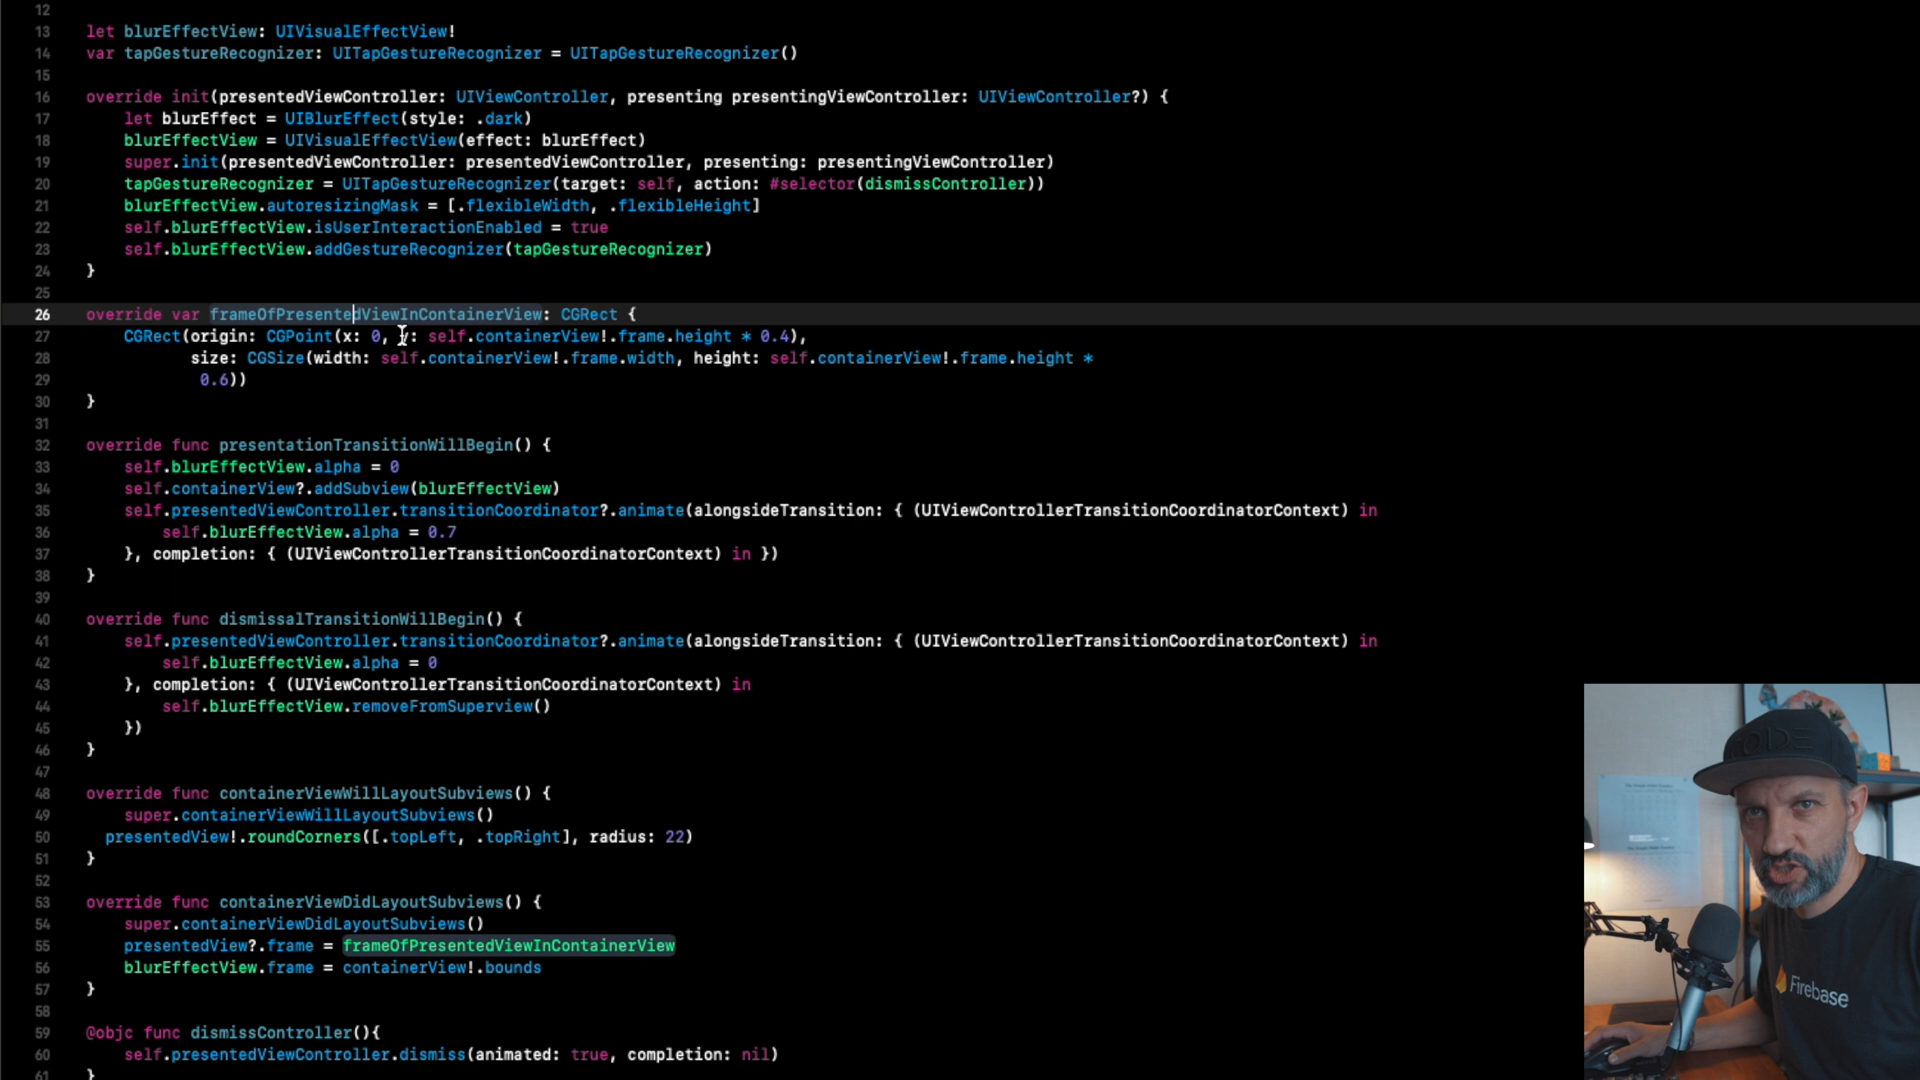 12
13 let blurEffectView: UIVisualEffectView!
14 var tapGestureRecognizer: UITapGestureRecognizer = UITapGestureRecognizer()
15
16 override init(presentedViewController: UIViewController, presenting presentingViewController: UIViewController?) {
17 let blurEffect = UIBlurEffect(style: .dark)
18 blurEffectView = UIVisualEffectView(effect: blurEffect)
19 super.init(presentedViewController: presentedViewController, presenting: presentingViewController)
20 tapGestureRecognizer = UITapGestureRecognizer(target: self, action: #selector(dismissController))
21 blurEffectView.autoresizingMask = [.flexibleWidth, .flexibleHeight]
22 self.blurEffectView.isUserInteractionEnabled = true
23 self.blurEffectView.addGestureRecognizer(tapGestureRecognizer)
24 }
25
26 override var frameOfPresentedViewInContainerView: CGRect {
27 CGRect(origin: CGPoint(x: 0, y: self.containerView!.frame.height * 0.4),
28 size: CGSize(width: self.containerView!.frame.width, height: self.containerView!.frame.height *
29 0.6))
30 }
31
32 override func presentationTransitionWillBegin() {
33 self.blurEffectView.alpha = 0
34 self.containerView?.addSubview(blurEffectView)
35 self.presentedViewController.transitionCoordinator?.animate(alongsideTransition: { (UIViewControllerTransitionCoordinatorContext) in
36 self.blurEffectView.alpha = 0.7
37 }, completion: { (UIViewControllerTransitionCoordinatorContext) in })
38 }
39
40 override func dismissalTransitionWillBegin() {
41 self.presentedViewController.transitionCoordinator?.animate(alongsideTransition: { (UIViewControllerTransitionCoordinatorContext) in
42 self.blurEffectView.alpha = 0
43 }, completion: { (UIViewControllerTransitionCoordinatorContext) in
44 self.blurEffectView.removeFromSuperview()
45 })
46 }
47
48 override func containerViewWillLayoutSubviews() {
49 super.containerViewWillLayoutSubviews()
50 presentedView!.roundCorners([.topLeft, .topRight], radius: 22)
51 }
52
53 override func containerViewDidLayoutSubviews() {
54 super.containerViewDidLayoutSubviews()
55 presentedView?.frame = frameOfPresentedViewInContainerView
56 blurEffectView.frame = containerView!.bounds
57 }
58
59 @objc func dismissController(){
60 self.presentedViewController.dismiss(animated: true, completion: nil)
61 }
Firebase